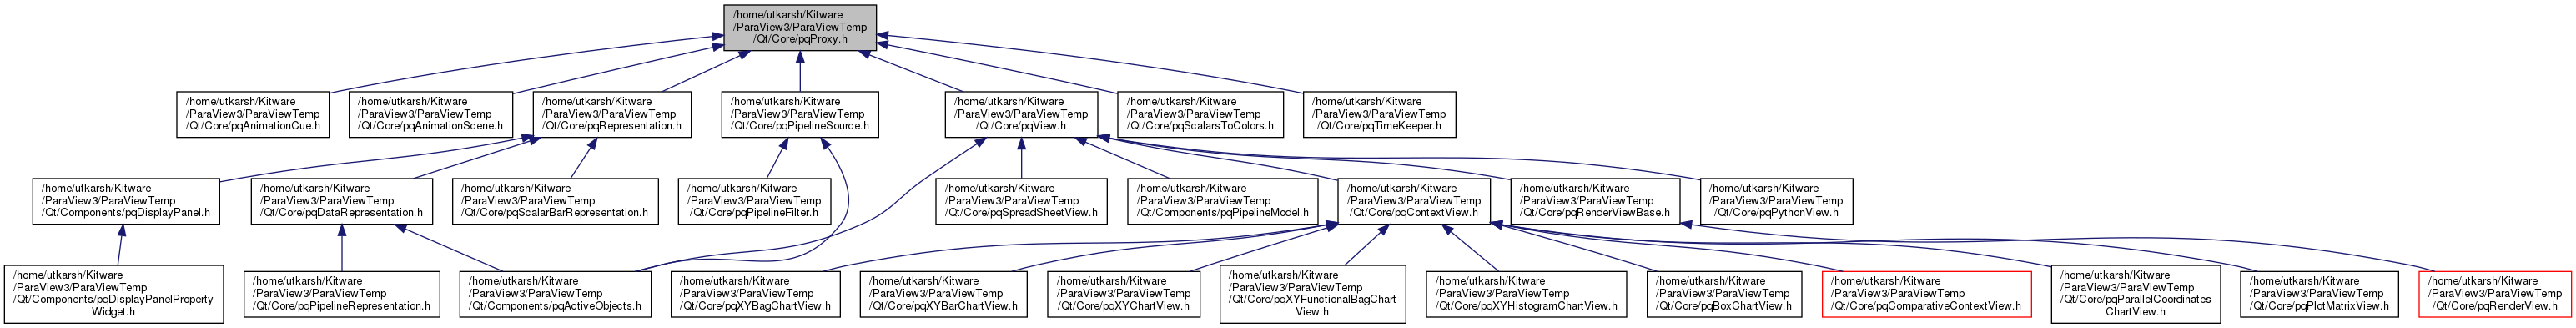 /home/utkarsh/Kitware
/ParaView3/ParaViewTemp
/Qt/Core/pqProxy.h
/home/utkarsh/Kitware
/ParaView3/ParaViewTemp
/Qt/Core/pqAnimationCue.h
/home/utkarsh/Kitware
/ParaView3/ParaViewTemp
/Qt/Core/pqAnimationScene.h
/home/utkarsh/Kitware
/ParaView3/ParaViewTemp
/Qt/Core/pqRepresentation.h
/home/utkarsh/Kitware
/ParaView3/ParaViewTemp
/Qt/Core/pqPipelineSource.h
/home/utkarsh/Kitware
/ParaView3/ParaViewTemp
/Qt/Core/pqView.h
/home/utkarsh/Kitware
/ParaView3/ParaViewTemp
/Qt/Core/pqScalarsToColors.h
/home/utkarsh/Kitware
/ParaView3/ParaViewTemp
/Qt/Core/pqTimeKeeper.h
/home/utkarsh/Kitware
/ParaView3/ParaViewTemp
/Qt/Components/pqDisplayPanel.h
/home/utkarsh/Kitware
/ParaView3/ParaViewTemp
/Qt/Core/pqDataRepresentation.h
/home/utkarsh/Kitware
/ParaView3/ParaViewTemp
/Qt/Core/pqScalarBarRepresentation.h
/home/utkarsh/Kitware
/ParaView3/ParaViewTemp
/Qt/Core/pqPipelineFilter.h
/home/utkarsh/Kitware
/ParaView3/ParaViewTemp
/Qt/Core/pqSpreadSheetView.h
/home/utkarsh/Kitware
/ParaView3/ParaViewTemp
/Qt/Components/pqPipelineModel.h
/home/utkarsh/Kitware
/ParaView3/ParaViewTemp
/Qt/Core/pqContextView.h
/home/utkarsh/Kitware
/ParaView3/ParaViewTemp
/Qt/Core/pqRenderViewBase.h
/home/utkarsh/Kitware
/ParaView3/ParaViewTemp
/Qt/Core/pqPythonView.h
/home/utkarsh/Kitware
/ParaView3/ParaViewTemp
/Qt/Components/pqDisplayPanelProperty
Widget.h
/home/utkarsh/Kitware
/ParaView3/ParaViewTemp
/Qt/Core/pqPipelineRepresentation.h
/home/utkarsh/Kitware
/ParaView3/ParaViewTemp
/Qt/Components/pqActiveObjects.h
/home/utkarsh/Kitware
/ParaView3/ParaViewTemp
/Qt/Core/pqXYBagChartView.h
/home/utkarsh/Kitware
/ParaView3/ParaViewTemp
/Qt/Core/pqXYBarChartView.h
/home/utkarsh/Kitware
/ParaView3/ParaViewTemp
/Qt/Core/pqXYChartView.h
/home/utkarsh/Kitware
/ParaView3/ParaViewTemp
/Qt/Core/pqXYFunctionalBagChart
View.h
/home/utkarsh/Kitware
/ParaView3/ParaViewTemp
/Qt/Core/pqXYHistogramChartView.h
/home/utkarsh/Kitware
/ParaView3/ParaViewTemp
/Qt/Core/pqBoxChartView.h
/home/utkarsh/Kitware
/ParaView3/ParaViewTemp
/Qt/Core/pqComparativeContextView.h
/home/utkarsh/Kitware
/ParaView3/ParaViewTemp
/Qt/Core/pqParallelCoordinates
ChartView.h
/home/utkarsh/Kitware
/ParaView3/ParaViewTemp
/Qt/Core/pqPlotMatrixView.h
/home/utkarsh/Kitware
/ParaView3/ParaViewTemp
/Qt/Core/pqRenderView.h